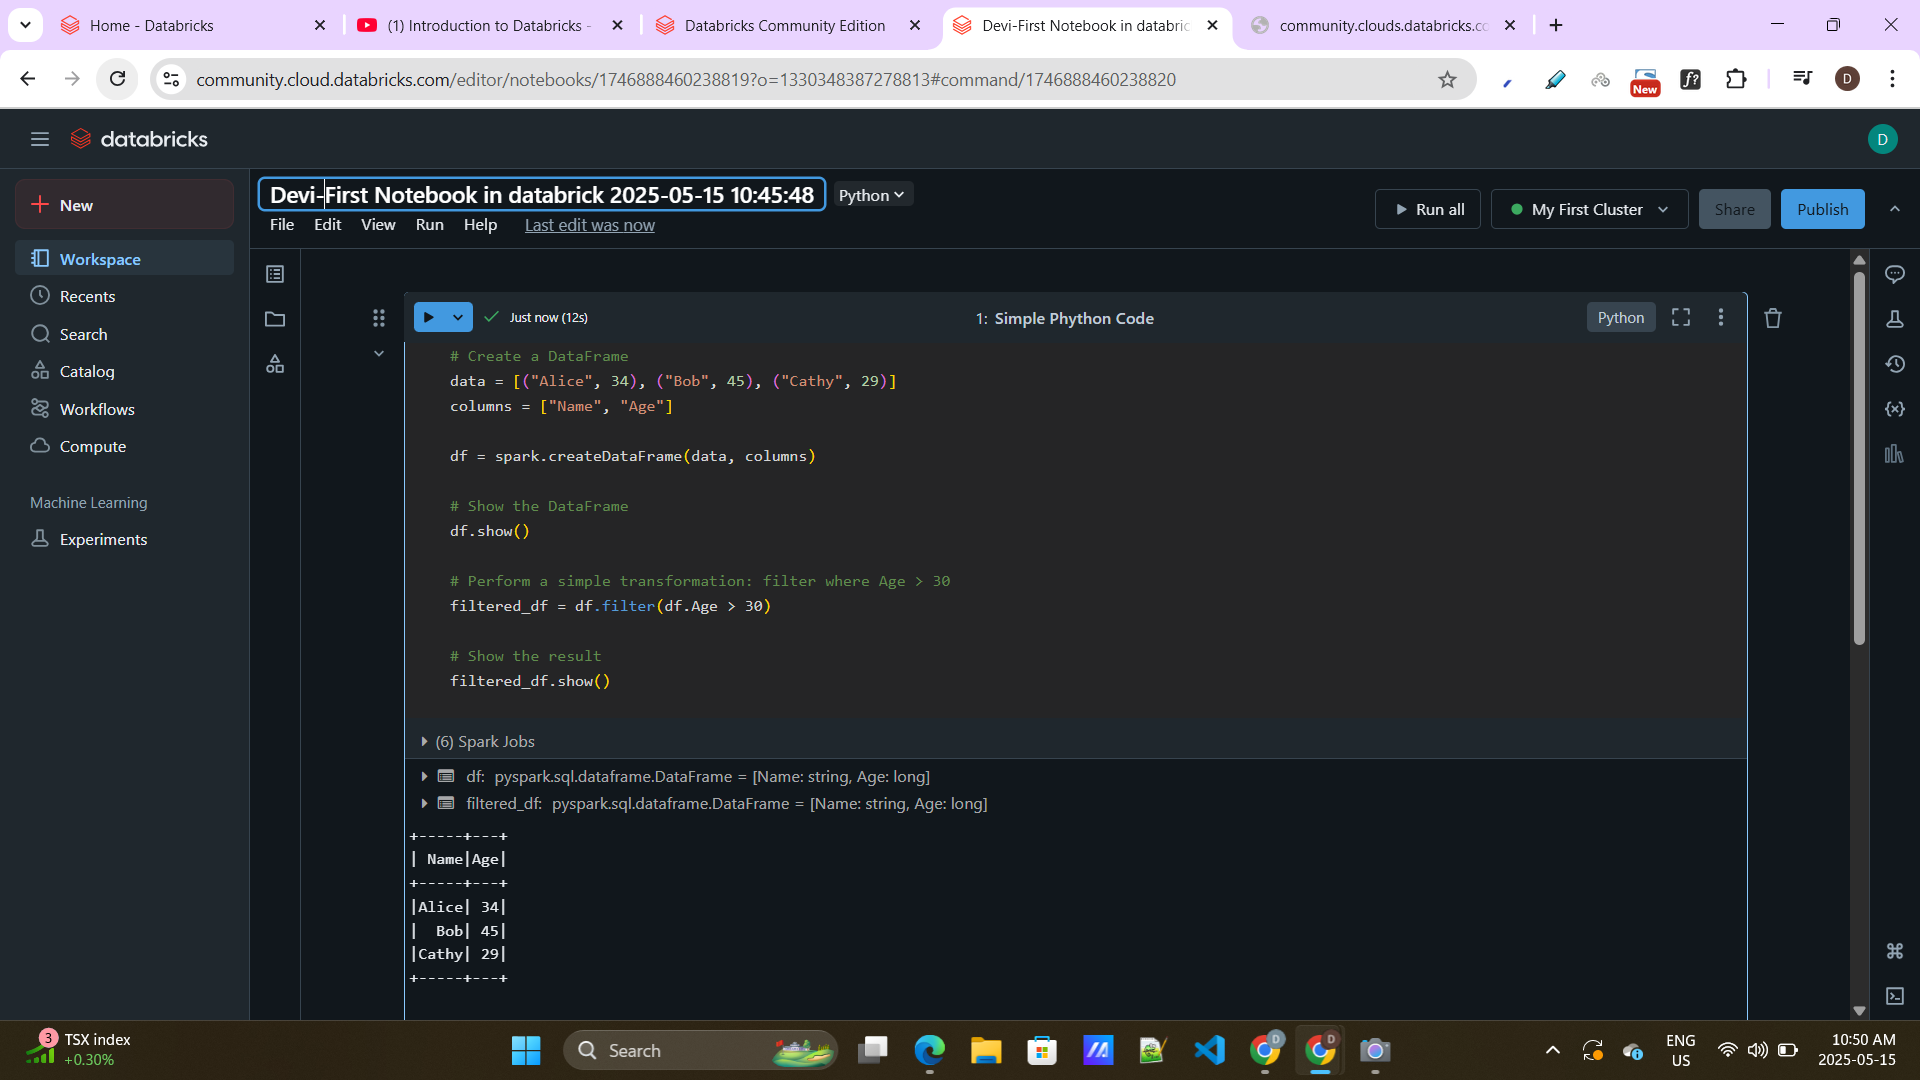 Home - Databricks
(1) Introduction to Databricks -
Databricks Community Edition
Devi-First Notebook in databric
community.clouds.databricks.co
community.cloud.databricks.com/editor/notebooks/1746888460238819?o=1330348387278813#command/1746888460238820
New
f?
D
databricks
D
New
Workspace
Recents
Search
Catalog
Workflows
Compute
Machine Learning
Experiments
Devi-First Notebook in databrick 2025-05-15 10:45:48
Python
File Edit View Run Help Last edit was now
Run all
My First Cluster
Share
Publish
Just now (12s)
1: Simple Phython Code
Python
# Create a DataFrame
data = [("Alice", 34), ("Bob", 45), ("Cathy", 29)]
columns = ["Name", "Age"]
df = spark.createDataFrame(data, columns)
# Show the DataFrame
df.show()
# Perform a simple transformation: filter where Age > 30
filtered_df = df.filter(df.Age > 30)
# Show the result
filtered_df.show()
(6) Spark Jobs
df: pyspark.sql.dataframe.DataFrame = [Name: string, Age: long]
filtered_df: pyspark.sql.dataframe.DataFrame = [Name: string, Age: long]
+-----+---+
| Name|Age|
+-----+---+
|Alice| 34|
|  Bob| 45|
|Cathy| 29|
+-----+---+
3
TSX index
+0.30%
Search
D
D
ENG
US
10:50 AM
2025-05-15